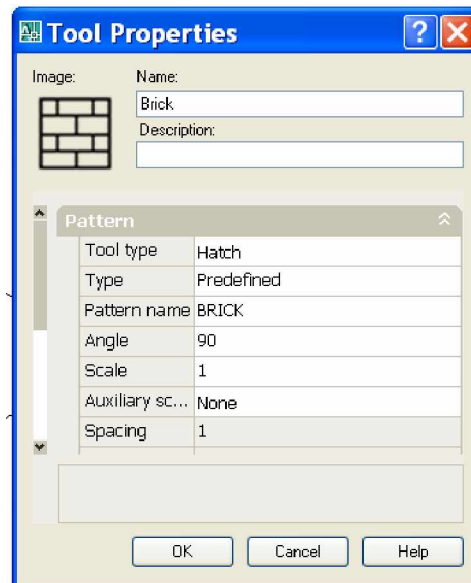 Tool Properties
Image:
Name:
Brick
Description:
Pattern
Tool type Hatch
Type Predefined
Pattern name BRICK
Angle 90
Scale 1
Auxiliary sc... None
Spacing 1
OK Cancel Help